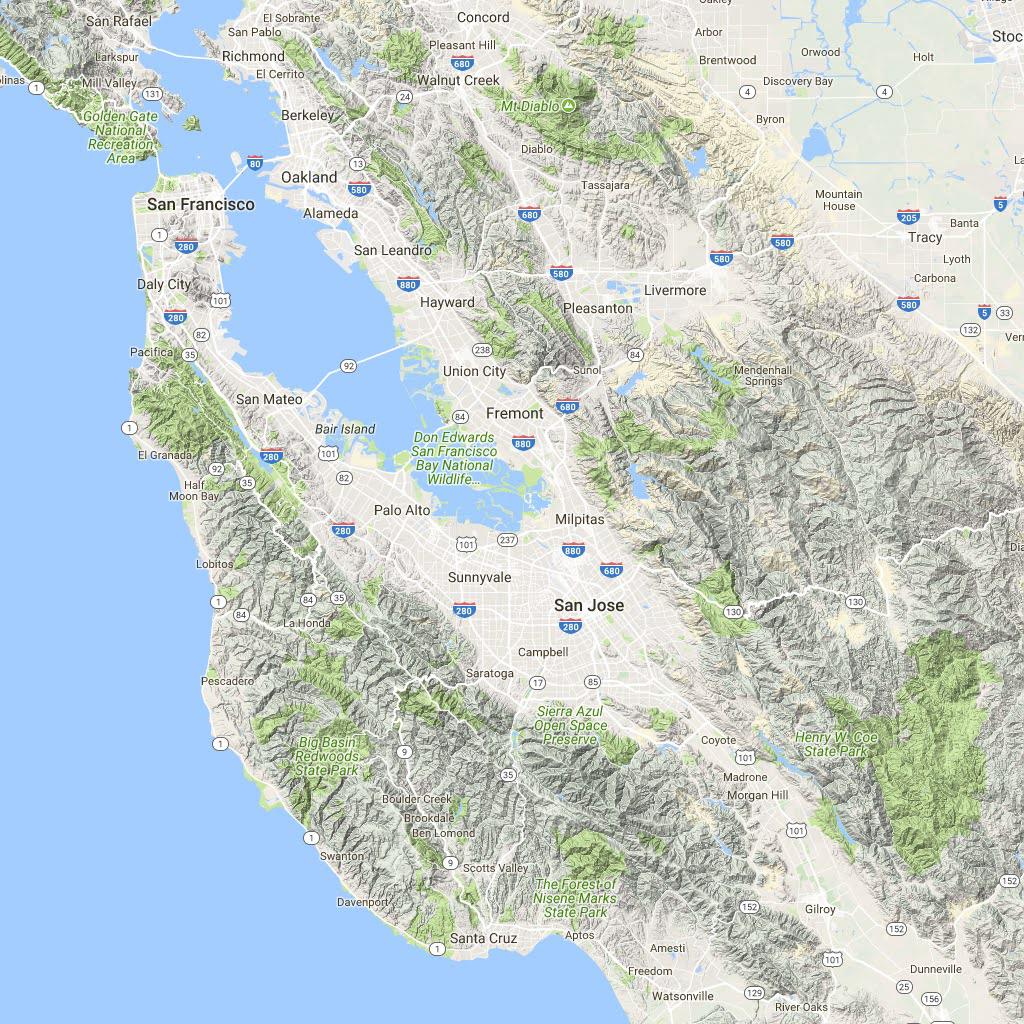 Concord
Oakley
San Rafael
El Sobrante
San Pablo
Pleasant Hill
Arbor
Stoc
Larkspur
Richmond
680
Brentwood
Orwood
Holt
El Cerrito
Walnut Creek
Discovery Bay
olinas
1
Mill Valley
131
24
4
4
Mt Diablo
Golden Gate
National
Recreation
Area
Berkeley
Byron
Diablo
80
13
Oakland
580
Tassajara
Mountain
House
San Francisco
Alameda
680
205
5
Banta
1
280
San Leandro
580
Tracy
580
Lyoth
580
Carbona
Daly City
880
Livermore
101
Hayward
Pleasanton
580
5
33
280
132
82
Ver
Pacifica
35
238
84
92
Union City
Sunol
Mendenhall
Springs
San Mateo
680
84
Fremont
1
Bair Island
Don Edwards
San Francisco
Bay National
Wildlife...
880
El Granada
280
101
92
35
82
Half
Moon Bay
Palo Alto
Milpitas
280
101
237
880
Lobitos
Sunnyvale
680
1
84
35
280
San Jose
130
130
84
La Honda
280
Campbell
Pescadero
Saratoga
17
85
Sierra Azul
Open Space
Preserve
1
Big Basin
Redwoods
State Park
9
Coyote
Henry W. Coe
State Park
101
35
Madrone
Morgan Hill
Boulder Creek
Brookdale
Ben Lomond
101
1
Swanton
9
Scotts Valley
152
The Forest of
Nisene Marks
State Park
Davenport
152
Gilroy
152
1
Santa Cruz
Aptos
Amesti
101
Freedom
Dunneville
Watsonville
129
25
156
River Oaks